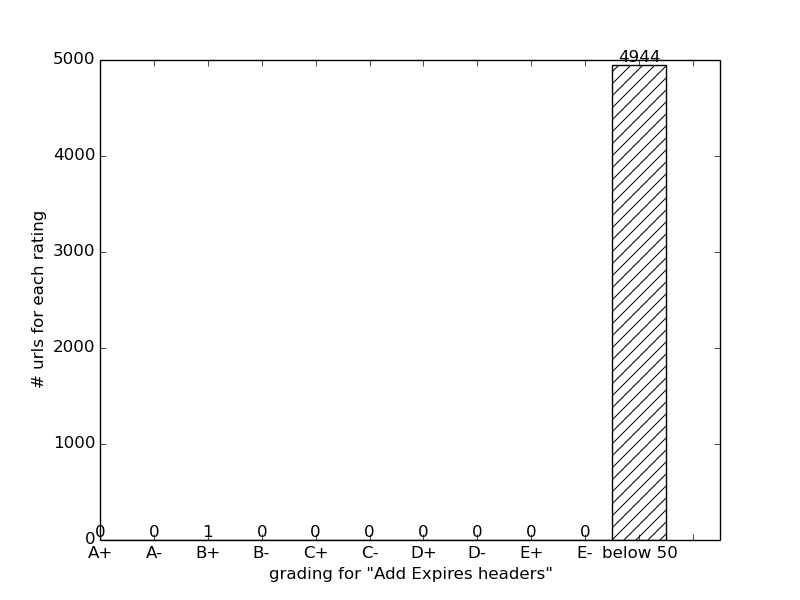 5000
4000
3000
2000
1000
0
# urls for each rating
0 0 1 0 0 0 0 0 0 0 4944
A+ A- B+ B- C+ C- D+ D- E+ E- below 50
grading for "Add Expires headers"